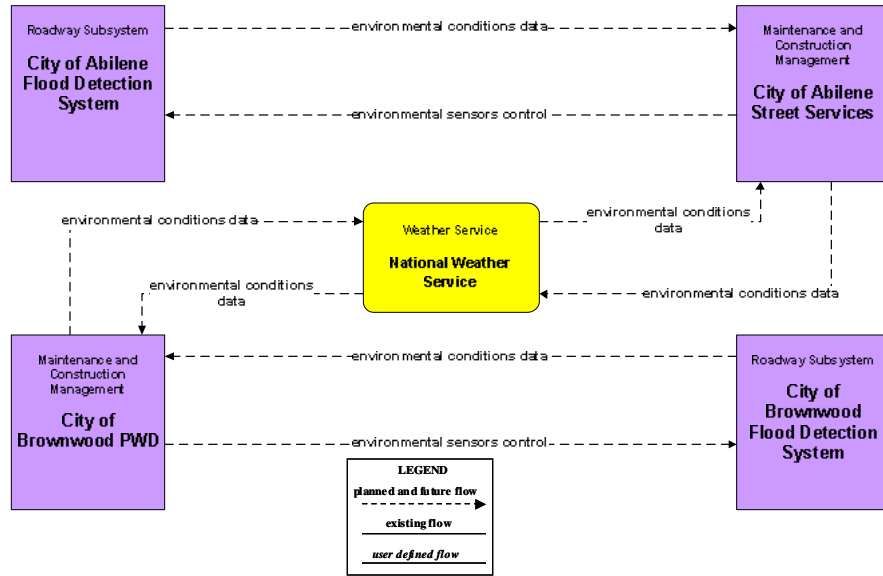 Roadway Subsystem
City of Abilene
Flood Detection
System
environmental conditions data
environmental sensors control
Maintenance and
Construction
Management
City of Abilene
Street Services
environmental conditions data
Weather Service
National Weather
Service
environmental conditions
data
environmental conditions
data
environmental conditions data
Maintenance and
Construction
Management
City of
Brownwood PWD
environmental conditions data
environmental sensors control
Roadway Subsystem
City of
Brownwood
Flood Detection
System
LEGEND
planned and future flow
existing flow
user defined flow